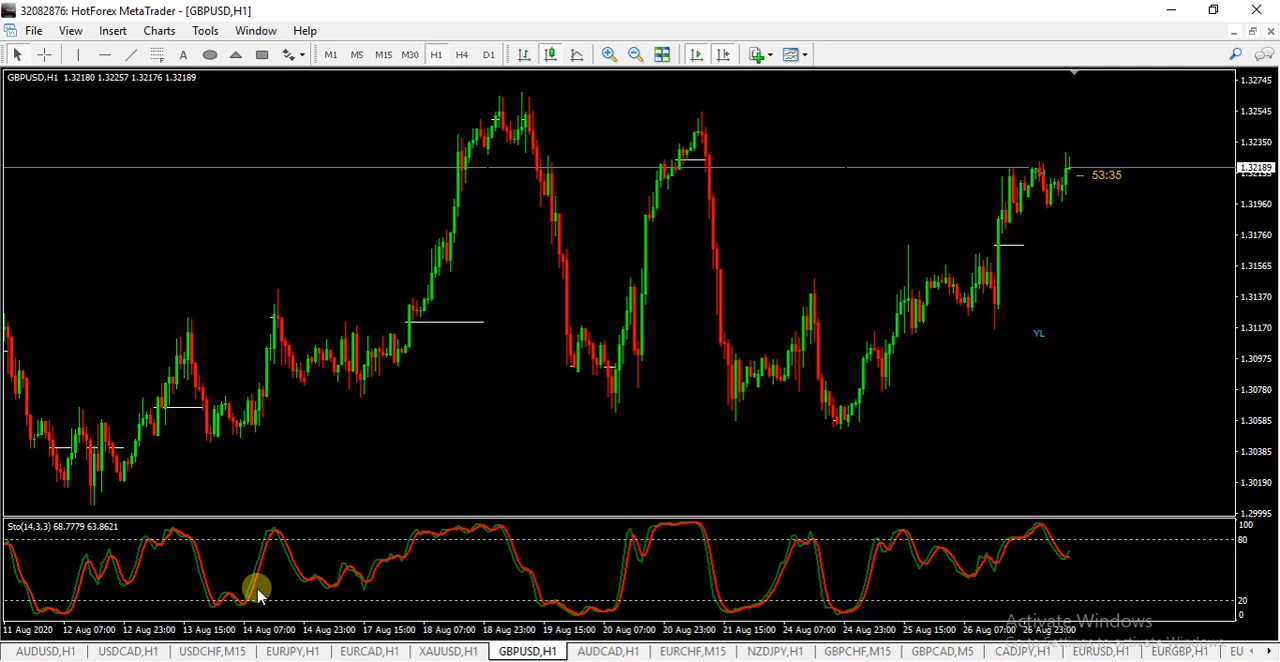 32082876: HotForex MetaTrader - [GBPUSD,H1]
File View Insert Charts Tools Window Help
A F M1 M5 M15 M30 H1 H4 D1
GBPUSD,H1 1.32180 1.32257 1.32176 1.32189
1.32745
1.32545
1.32350
1.32189
-- 53:35
1.31960
1.31760
1.31565
1.31370
1.31170
YL
1.30975
1.30780
1.30585
1.30385
1.30190
1.29995
Sto(14,3,3) 68.7779 63.8621
100
80
20
0
Activate Windows
11 Aug 2020 12 Aug 07:00 12 Aug 23:00 13 Aug 15:00 14 Aug 07:00 14 Aug 23:00 17 Aug 15:00 18 Aug 07:00 18 Aug 23:00 19 Aug 15:00 20 Aug 07:00 20 Aug 23:00 21 Aug 15:00 24 Aug 07:00 24 Aug 23:00 25 Aug 15:00 26 Aug 07:00 26 Aug 23:00
Go to Settings to activate Windows.
AUDUSD,H1 USDCAD,H1 USDCHF,M15 EURJPY,H1 EURCAD,H1 XAUUSD,H1 GBPUSD,H1 AUDCAD,H1 EURCHF,M15 NZDJPY,H1 GBPCHF,M15 GBPCAD,M5 CADJPY,H1 EURUSD,H1 EURGBP,H1 EU